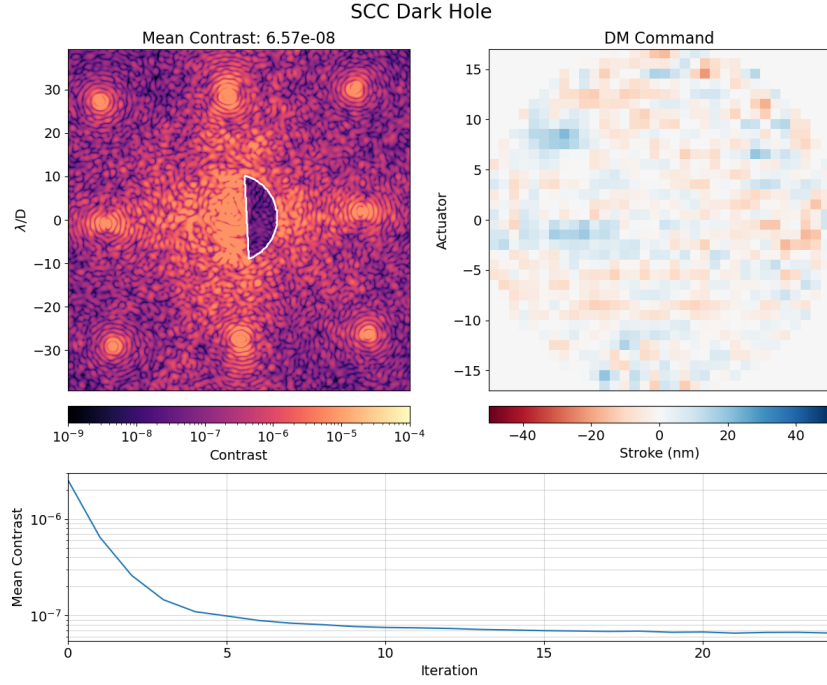 SCC Dark Hole
Mean Contrast: 6.57e-08
λ/D
30
20
10
0
−10
−20
−30
10⁻⁹ 10⁻⁸ 10⁻⁷ 10⁻⁶ 10⁻⁵ 10⁻⁴
Contrast
DM Command
Actuator
15
10
5
0
−5
−10
−15
−40 −20 0 20 40
Stroke (nm)
Mean Contrast
10⁻⁶
10⁻⁷
0 5 10 15 20
Iteration